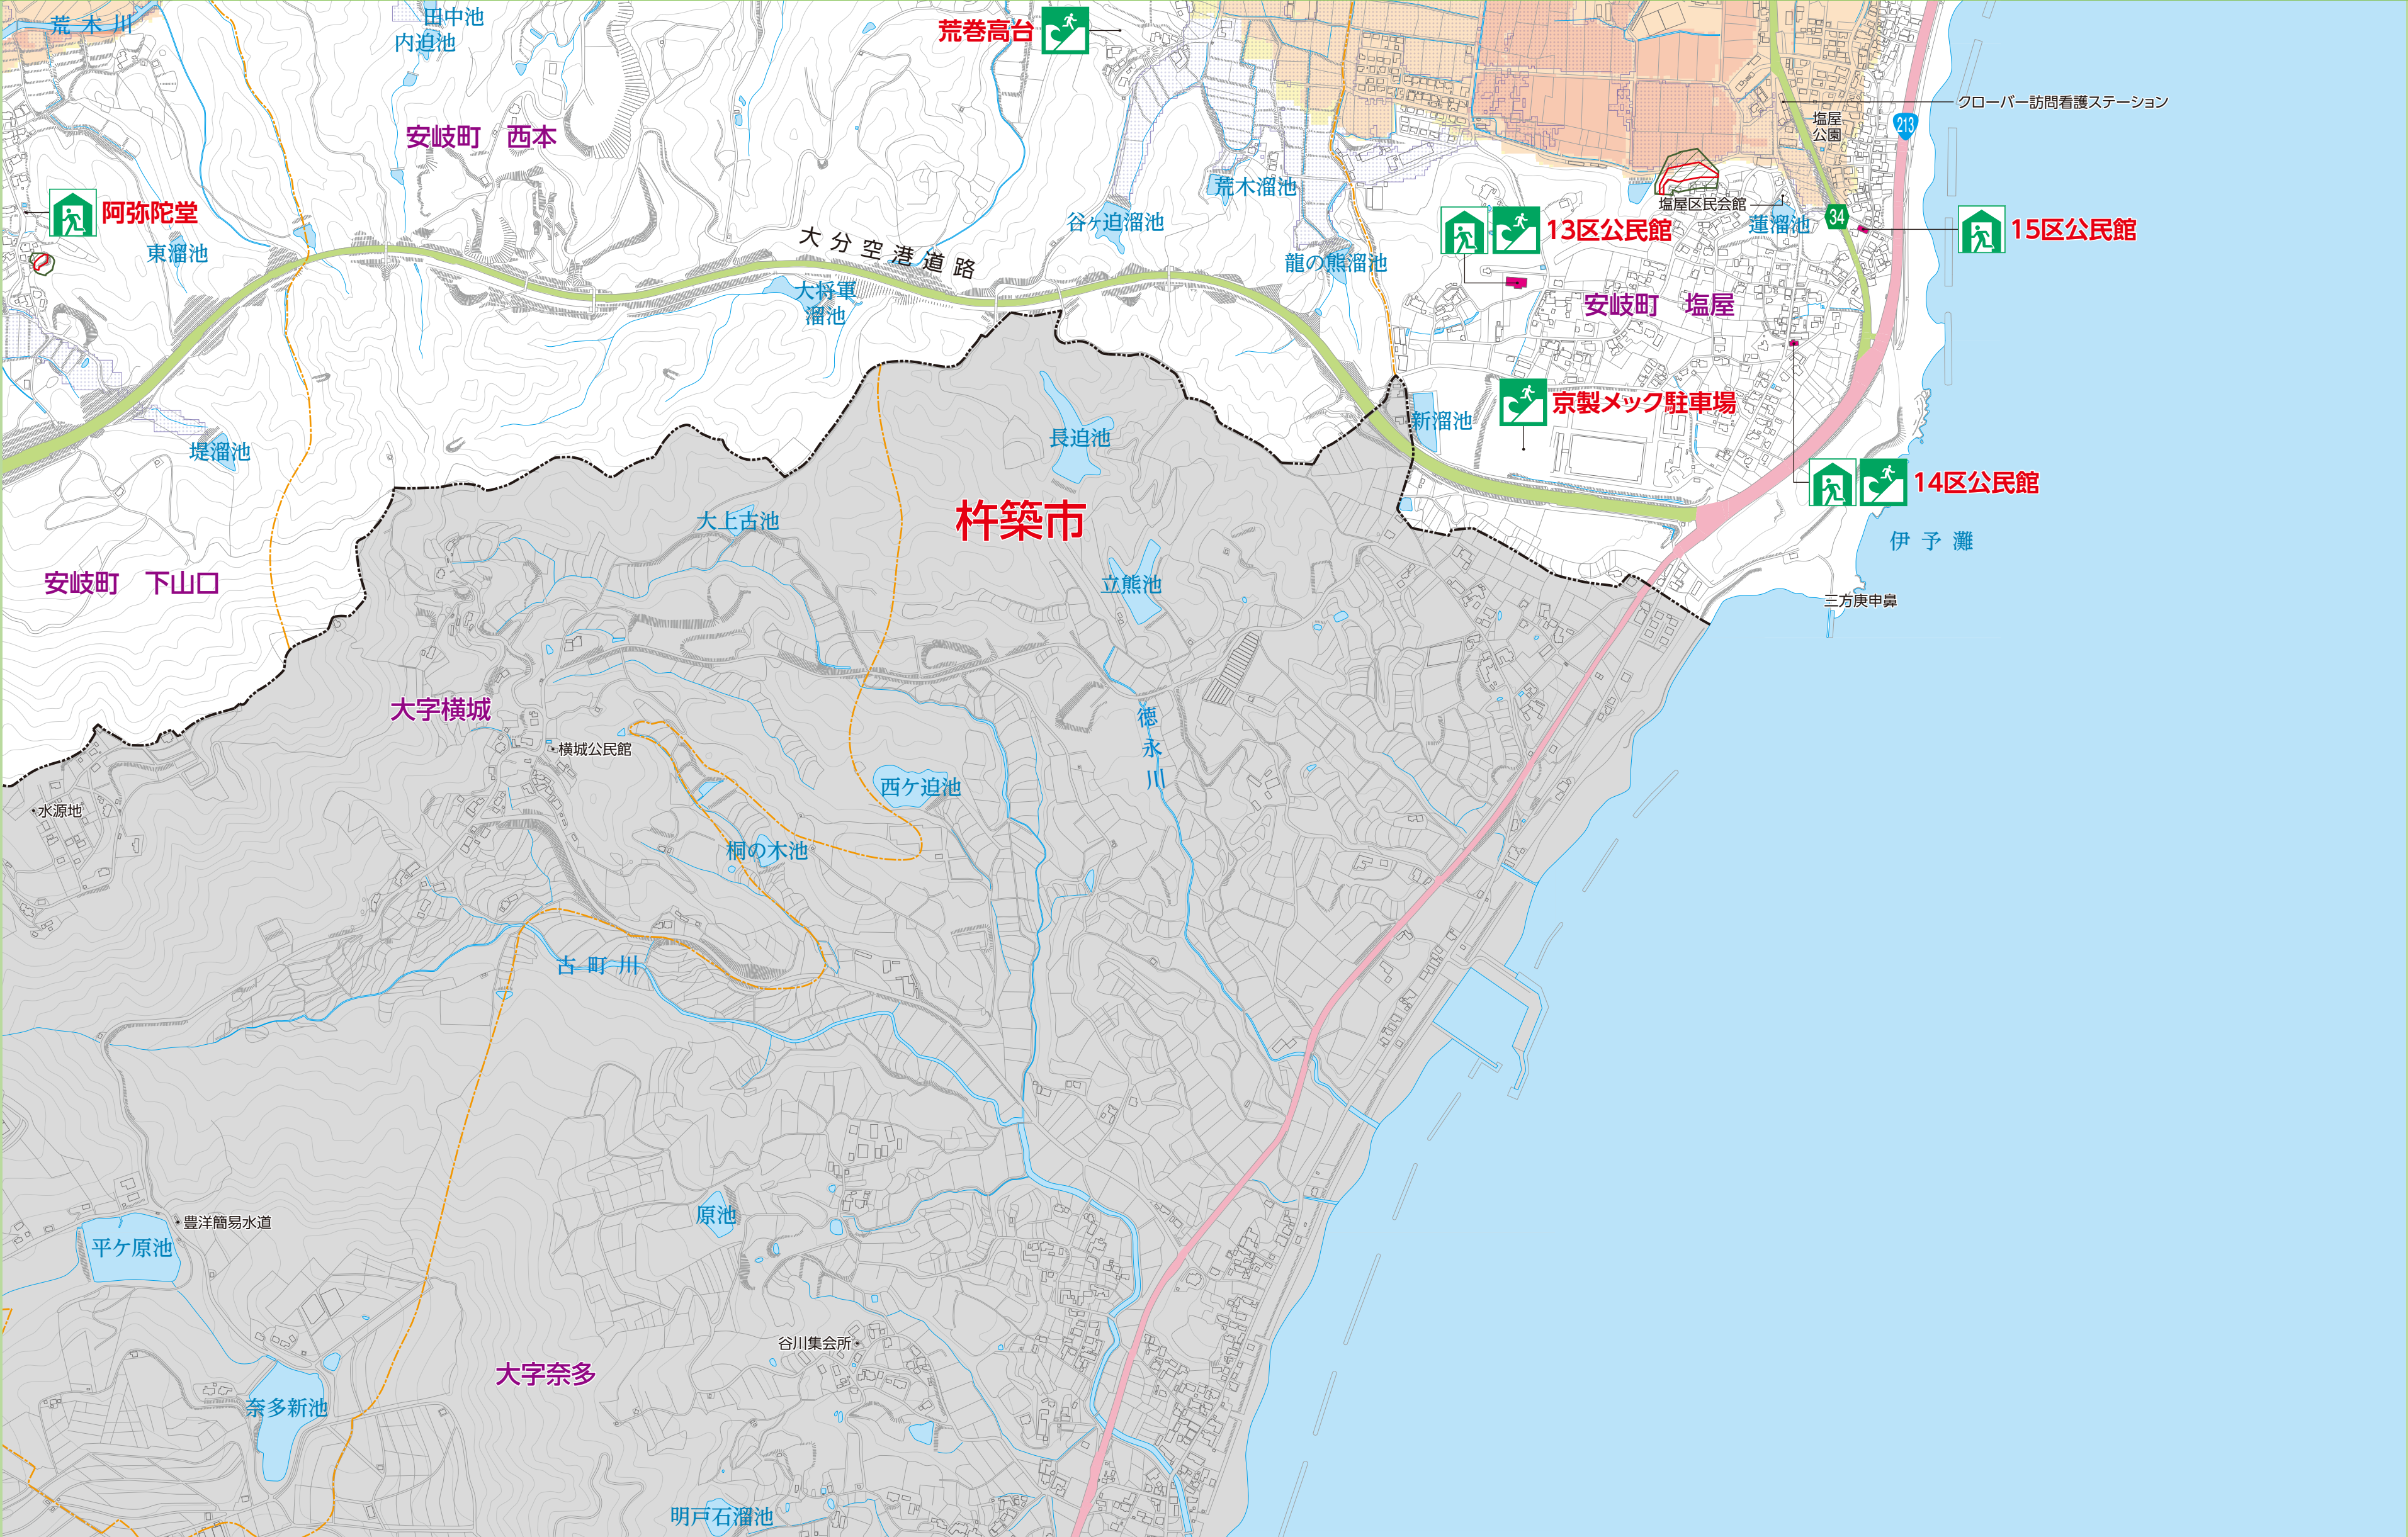 荒木川
田中池
内迫池
荒巻高台
クローバー訪問看護ステーション
塩屋
公園
213
安岐町　西本
荒木溜池
阿弥陀堂
谷ヶ迫溜池
塩屋区民会館
34
蓮溜池
13区公民館
15区公民館
東溜池
大分空港道路
龍の熊溜池
大将軍
溜池
安岐町　塩屋
京製メック駐車場
新溜池
堤溜池
長迫池
14区公民館
大上古池
杵築市
伊予灘
安岐町　下山口
立熊池
三方庚申鼻
大字横城
徳永川
横城公民館
西ケ迫池
水源地
桐の木池
古町川
原池
豊洋簡易水道
平ケ原池
谷川集会所
大字奈多
奈多新池
明戸石溜池